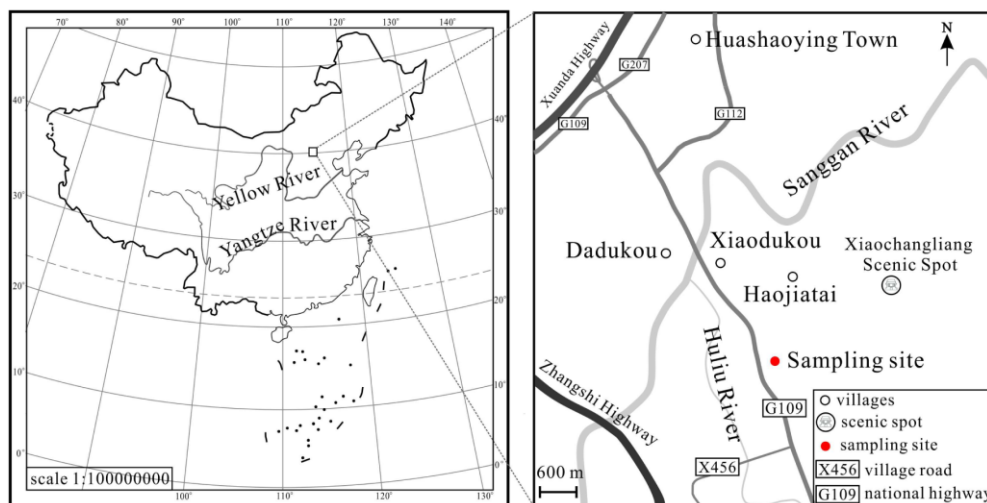 70°
80°
90°
100°
110°
120°
130°
40°
30°
20°
10°
0°
50°
40°
30°
20°
10°
0°
100°
110°
120°
130°
Yellow River
Yangtze River
scale 1:100000000
Xuanda Highway
G207
G109
G112
Huashaoying Town
N
Sanggan River
Dadukou
Xiaodukou
Haojiatai
Xiaochangliang
Scenic Spot
Huliu River
Sampling site
Zhangshi Highway
G109
X456
600 m
villages
scenic spot
sampling site
X456 village road
G109 national highway